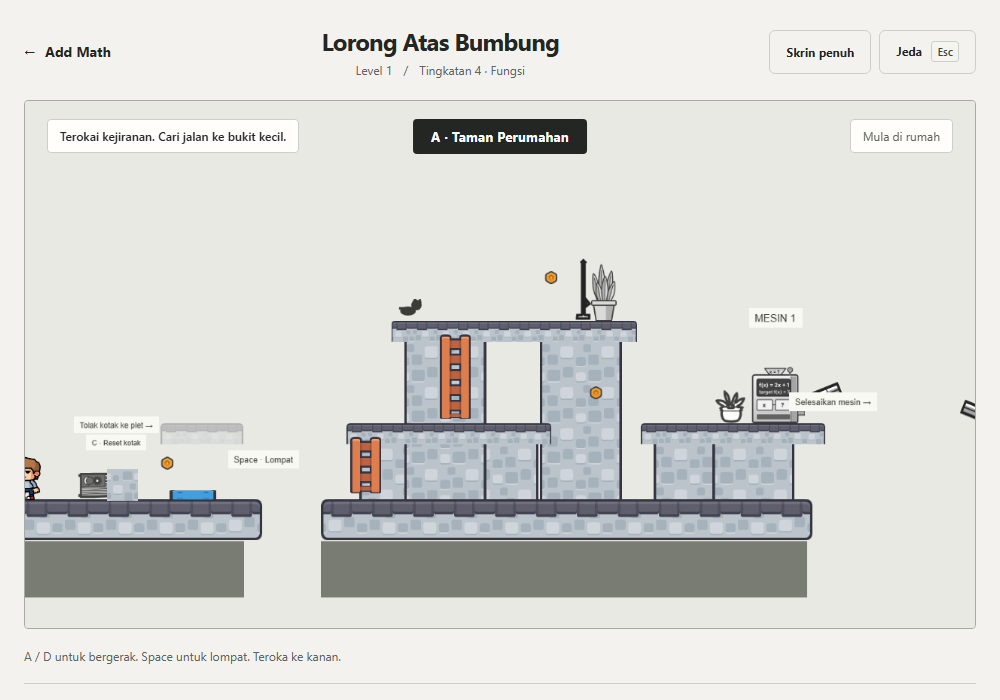 ← Add Math
Lorong Atas Bumbung
Level 1 / Tingkatan 4 · Fungsi
Skrin penuh
Jeda Esc
Terokai kejiranan. Cari jalan ke bukit kecil.
A · Taman Perumahan
Mula di rumah
MESIN 1
f(x) = 2x + 1
x ?
Selesaikan mesin →
Tolak kotak ke plet →
C · Reset kotak
Space · Lompat
A / D untuk bergerak. Space untuk lompat. Teroka ke kanan.